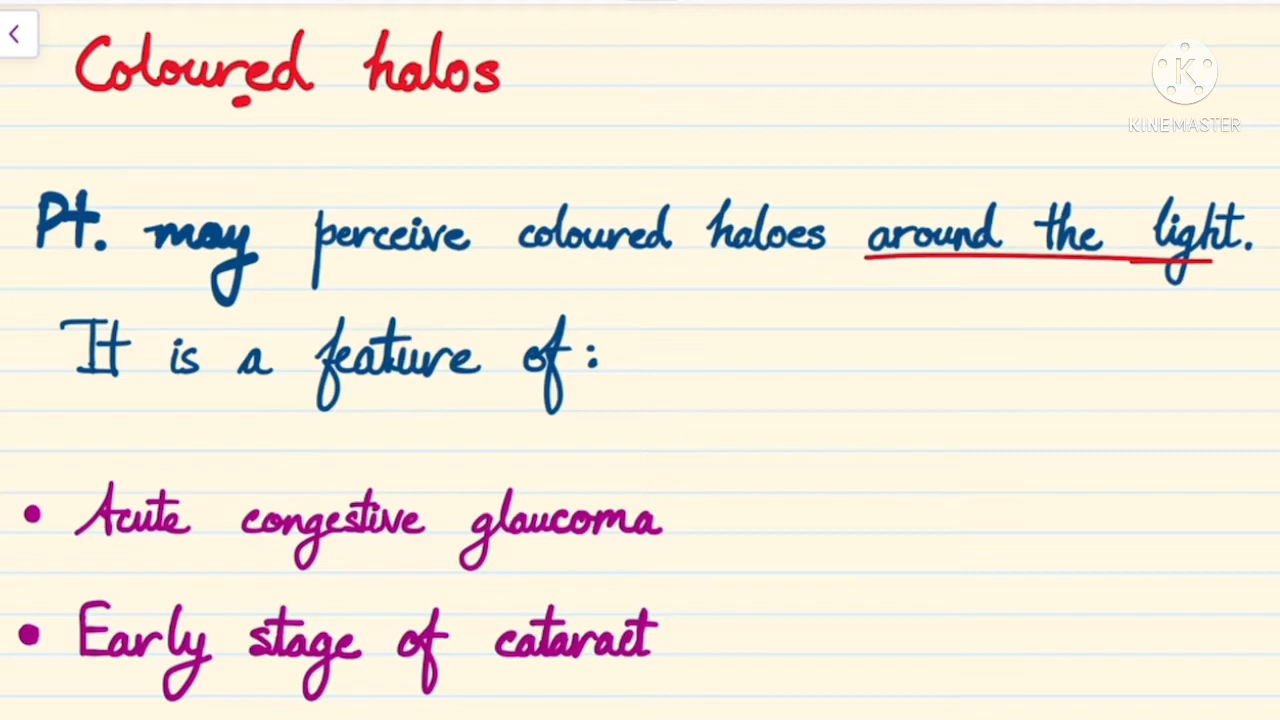 Coloured halos
K
KINEMASTER
Pt. may perceive coloured haloes around the light.
It is a feature of:
• Acute congestive glaucoma
• Early stage of cataract